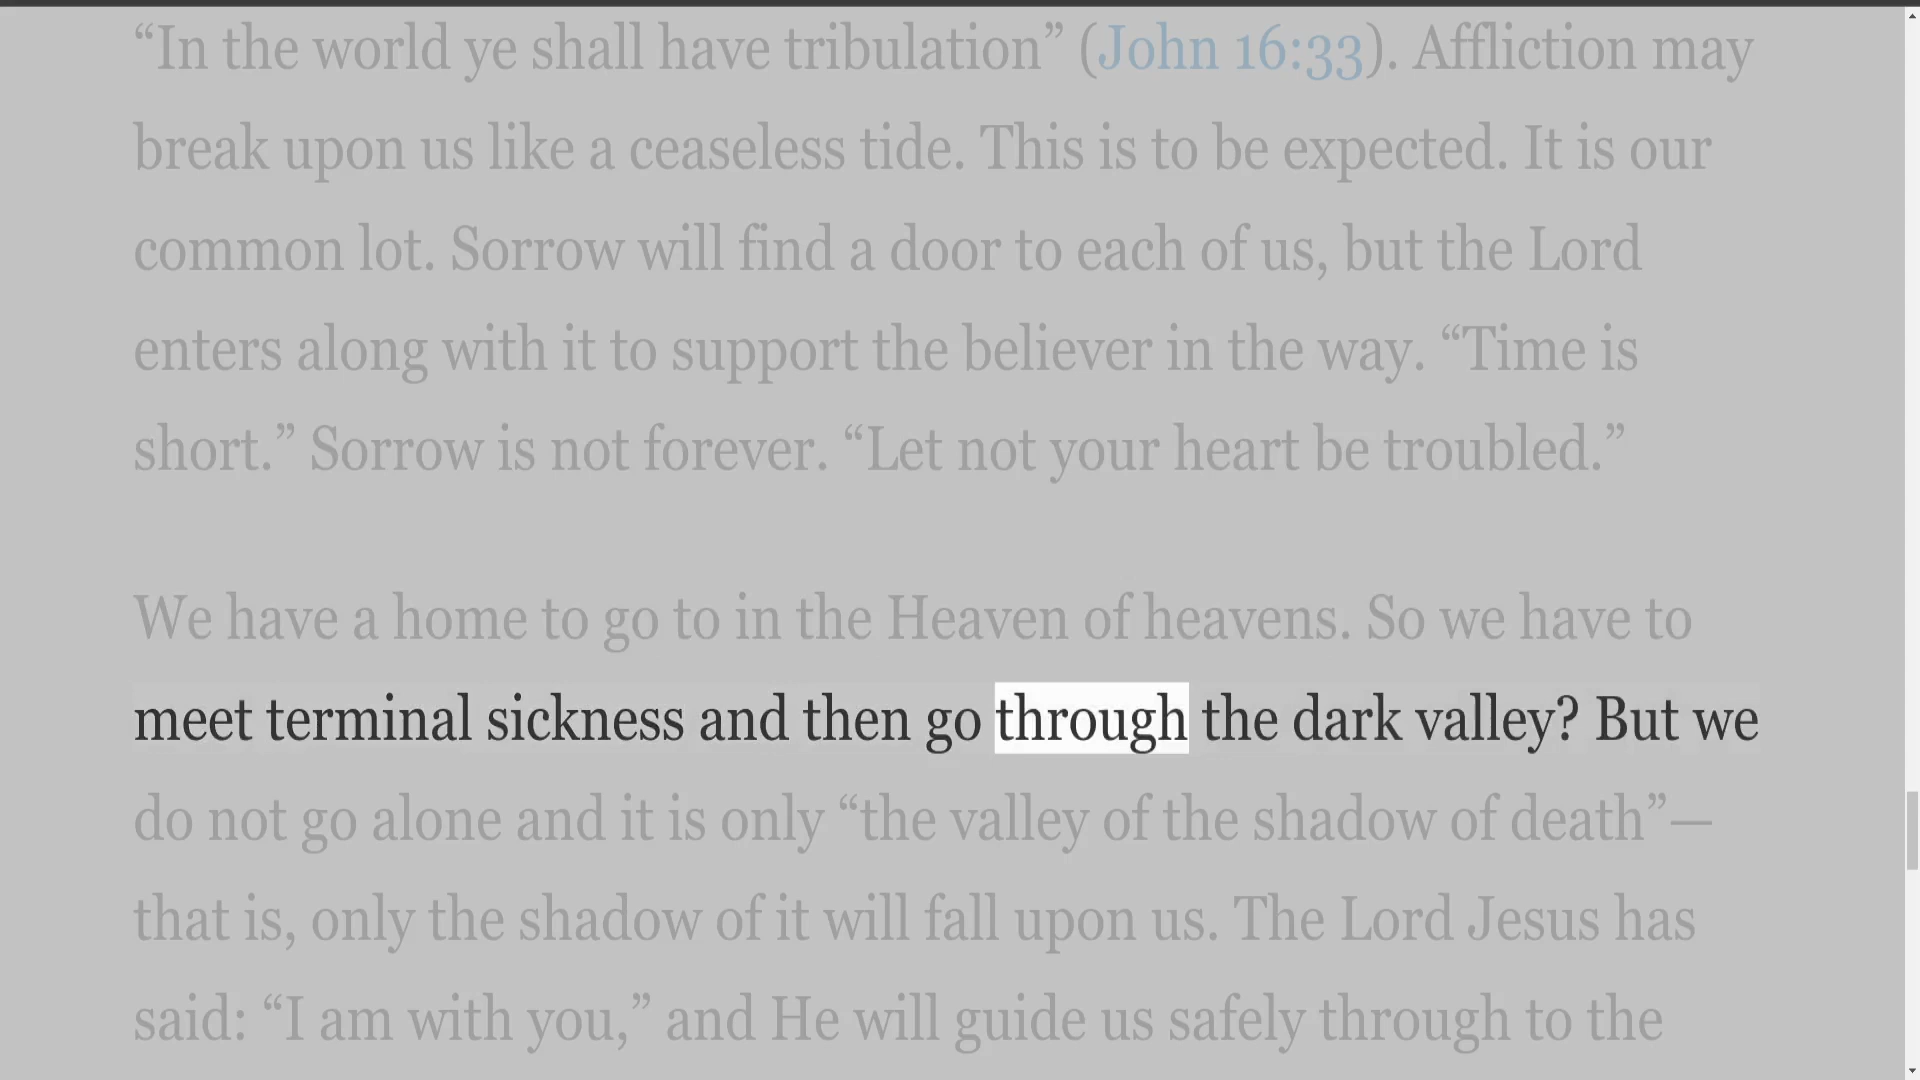 “In the world ye shall have tribulation” (John 16:33). Affliction may
break upon us like a ceaseless tide. This is to be expected. It is our
common lot. Sorrow will find a door to each of us, but the Lord
enters along with it to support the believer in the way. “Time is
short.” Sorrow is not forever. “Let not your heart be troubled.”
We have a home to go to in the Heaven of heavens. So we have to
meet terminal sickness and then go through the dark valley? But we
do not go alone and it is only “the valley of the shadow of death”—
that is, only the shadow of it will fall upon us. The Lord Jesus has
said: “I am with you,” and He will guide us safely through to the